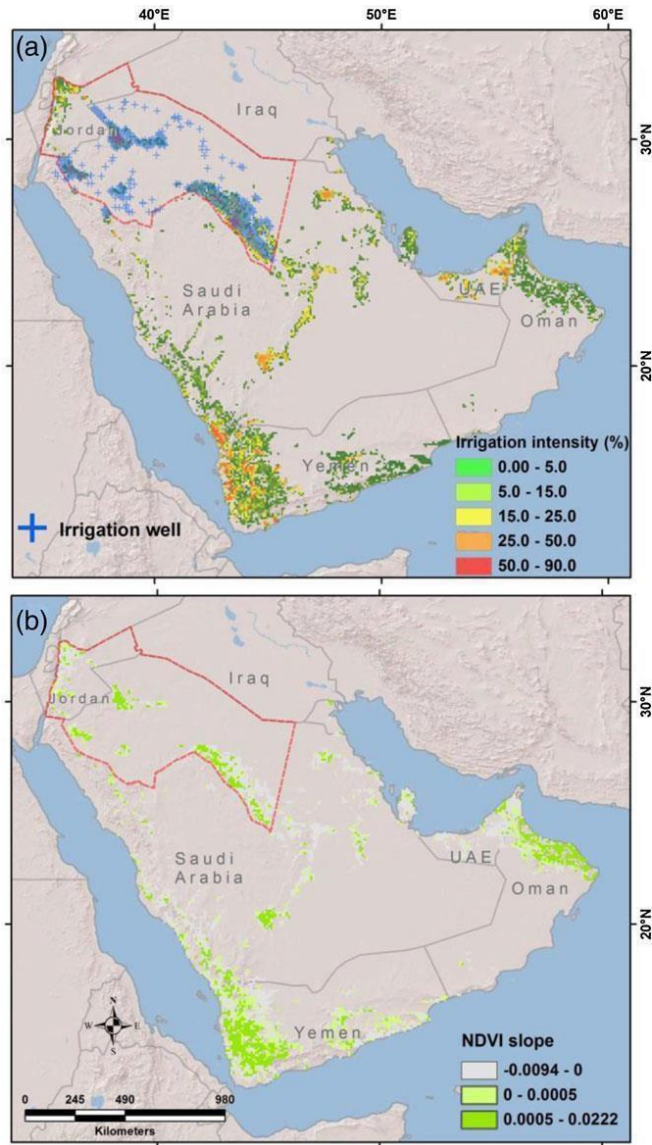 40°E 50°E 60°E
(a)
Iraq
Jordan
30°N
Saudi
Arabia
UAE
Oman
20°N
Yemen
Irrigation intensity (%)
0.00 - 5.0
5.0 - 15.0
15.0 - 25.0
25.0 - 50.0
50.0 - 90.0
Irrigation well
(b)
Iraq
Jordan
30°N
Saudi
Arabia
UAE
Oman
20°N
Yemen
N
W E
S
NDVI slope
-0.0094 - 0
0 - 0.0005
0.0005 - 0.0222
0 245 490 980
Kilometers